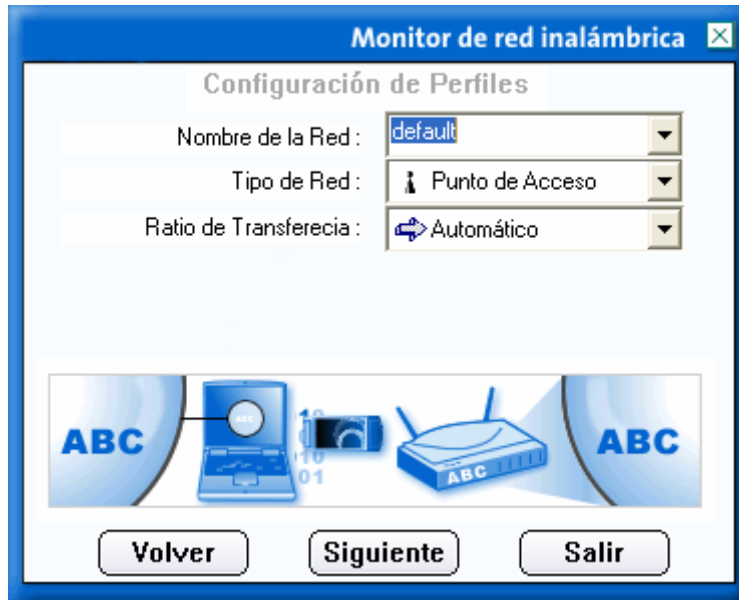 Monitor de red inalámbrica
Configuración de Perfiles
Nombre de la Red : default
Tipo de Red : Punto de Acceso
Ratio de Transferecia : Automático
ABC ABC ABC ABC
Volver Siguiente Salir